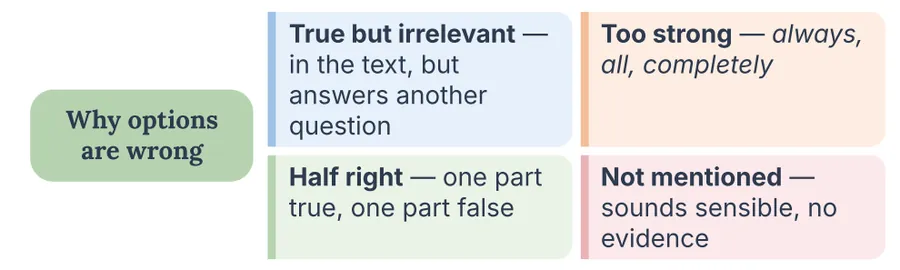 Why options
are wrong
True but irrelevant —
in the text, but
answers another
question
Too strong — always,
all, completely
Half right — one part
true, one part false
Not mentioned —
sounds sensible, no
evidence